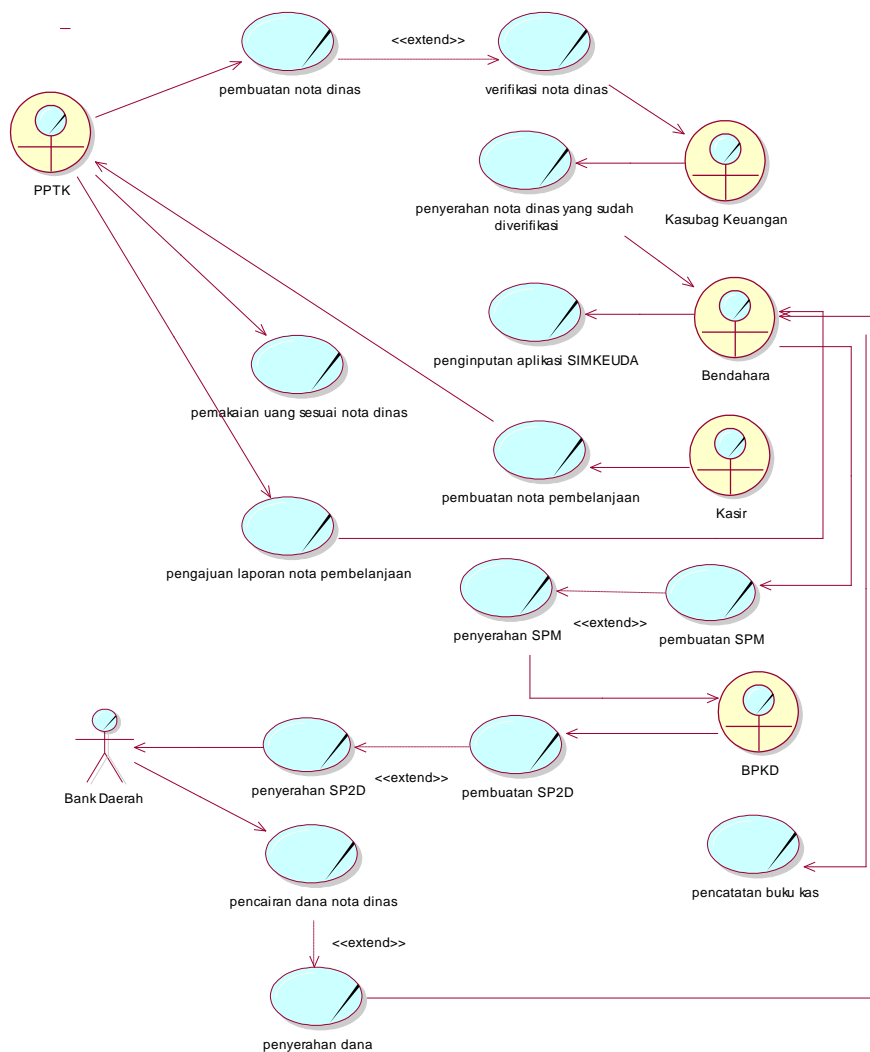 <<extend>>
pembuatan nota dinas
verifikasi nota dinas
PPTK
penyerahan nota dinas yang sudah
diverifikasi
Kasubag Keuangan
penginputan aplikasi SIMKEUDA
Bendahara
pemakaian uang sesuai nota dinas
pembuatan nota pembelanjaan
Kasir
pengajuan laporan nota pembelanjaan
penyerahan SPM
<<extend>>
pembuatan SPM
BPKD
Bank Daerah
penyerahan SP2D
<<extend>>
pembuatan SP2D
pencairan dana nota dinas
pencatatan buku kas
<<extend>>
penyerahan dana